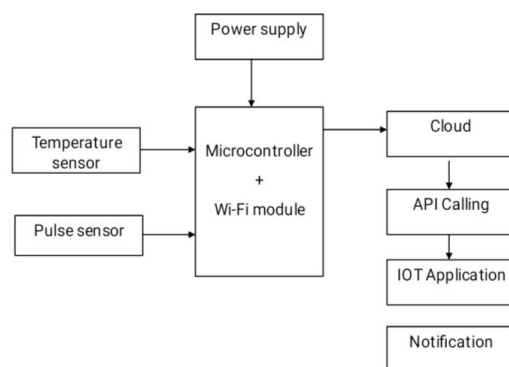 Power supply
Temperature
sensor
Pulse sensor
Microcontroller
+
Wi-Fi module
Cloud
API Calling
IOT Application
Notification